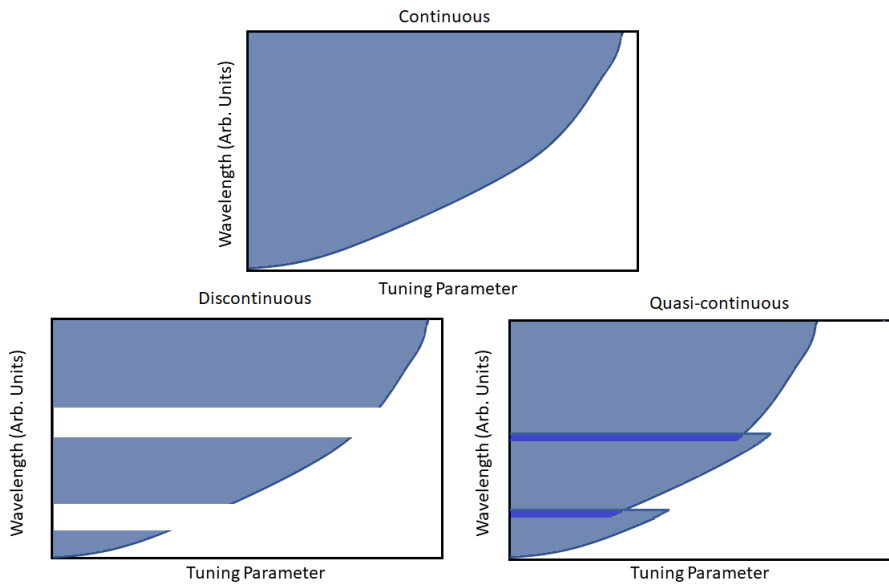 Continuous
Wavelength (Arb. Units)
Tuning Parameter
Discontinuous
Wavelength (Arb. Units)
Tuning Parameter
Quasi-continuous
Wavelength (Arb. Units)
Tuning Parameter